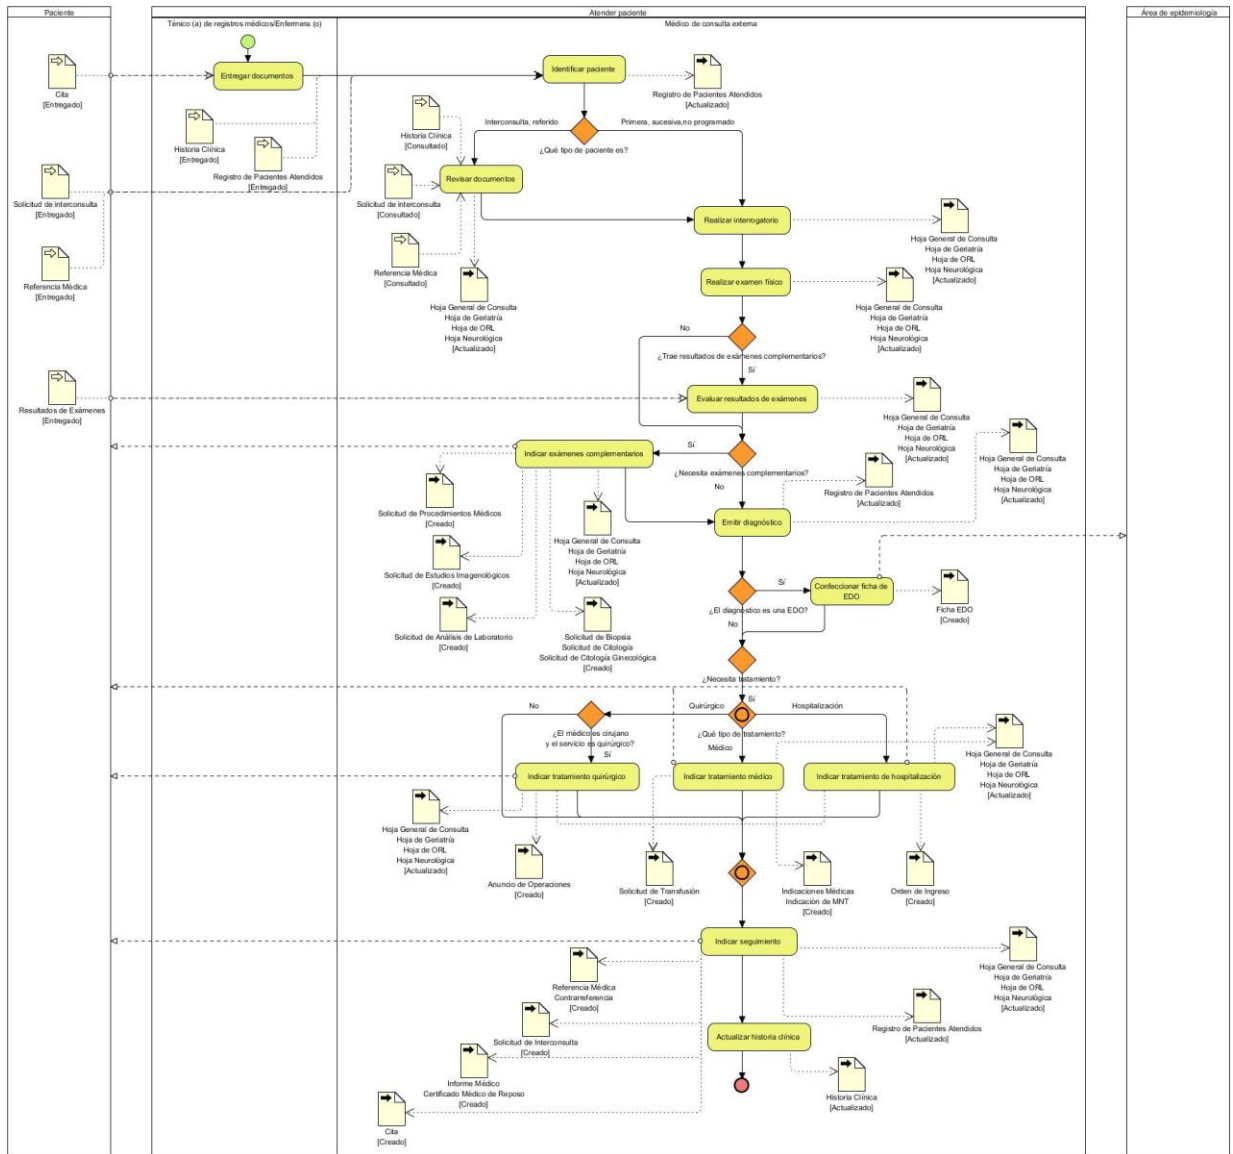 Paciente
Atender paciente
Área de epidemiología
Ténico (a) de registros médicos/Enfermera (o)
Médico de consulta externa
Cita
[Entregado]
Entregar documentos
Identificar paciente
Registro de Pacientes Atendidos
[Actualizado]
Historia Clínica
[Entregado]
Registro de Pacientes Atendidos
[Entregado]
Interconsulta, referido
Primera, sucesiva,no programado
¿Qué tipo de paciente es?
Historia Clínica
[Consultado]
Revisar documentos
Solicitud de interconsulta
[Entregado]
Solicitud de interconsulta
[Consultado]
Realizar interrogatorio
Hoja General de Consulta
Hoja de Geriatría
Hoja de ORL
Hoja Neurológica
[Actualizado]
Referencia Médica
[Entregado]
Referencia Médica
[Consultado]
Hoja General de Consulta
Hoja de Geriatría
Hoja de ORL
Hoja Neurológica
[Actualizado]
Realizar examen físico
Hoja General de Consulta
Hoja de Geriatría
Hoja de ORL
Hoja Neurológica
[Actualizado]
No
¿Trae resultados de exámenes complementarios?
Sí
Resultados de Exámenes
[Entregado]
Evaluar resultados de exámenes
Hoja General de Consulta
Hoja de Geriatría
Hoja de ORL
Hoja Neurológica
[Actualizado]
Indicar exámenes complementarios
Sí
¿Necesita exámenes complementarios?
No
Hoja General de Consulta
Hoja de Geriatría
Hoja de ORL
Hoja Neurológica
[Actualizado]
Registro de Pacientes Atendidos
[Actualizado]
Solicitud de Procedimientos Médicos
[Creado]
Emitir diagnóstico
Hoja General de Consulta
Hoja de Geriatría
Hoja de ORL
Hoja Neurológica
[Actualizado]
Solicitud de Estudios Imagenológicos
[Creado]
Sí
Confeccionar ficha de
EDO
¿El diagnóstico es una EDO?
No
Ficha EDO
[Creado]
Solicitud de Análisis de Laboratorio
[Creado]
Solicitud de Biopsia
Solicitud de Citología
Solicitud de Citología Ginecológica
[Creado]
¿Necesita tratamiento?
Sí
No
Quirúrgico
Hospitalización
¿El médico es cirujano
y el servicio es quirúrgico?
Sí
¿Qué tipo de tratamiento?
Médico
Hoja General de Consulta
Hoja de Geriatría
Hoja de ORL
Hoja Neurológica
[Actualizado]
Indicar tratamiento quirúrgico
Indicar tratamiento médico
Indicar tratamiento de hospitalización
Hoja General de Consulta
Hoja de Geriatría
Hoja de ORL
Hoja Neurológica
[Actualizado]
Anuncio de Operaciones
[Creado]
Solicitud de Transfusión
[Creado]
Indicaciones Médicas
Indicación de MNT
[Creado]
Orden de Ingreso
[Creado]
Indicar seguimiento
Hoja General de Consulta
Hoja de Geriatría
Hoja de ORL
Hoja Neurológica
[Actualizado]
Referencia Médica
Contrarreferencia
[Creado]
Registro de Pacientes Atendidos
[Actualizado]
Solicitud de Interconsulta
[Creado]
Actualizar historia clínica
Informe Médico
Certificado Médico de Reposo
[Creado]
Historia Clínica
[Actualizado]
Cita
[Creado]